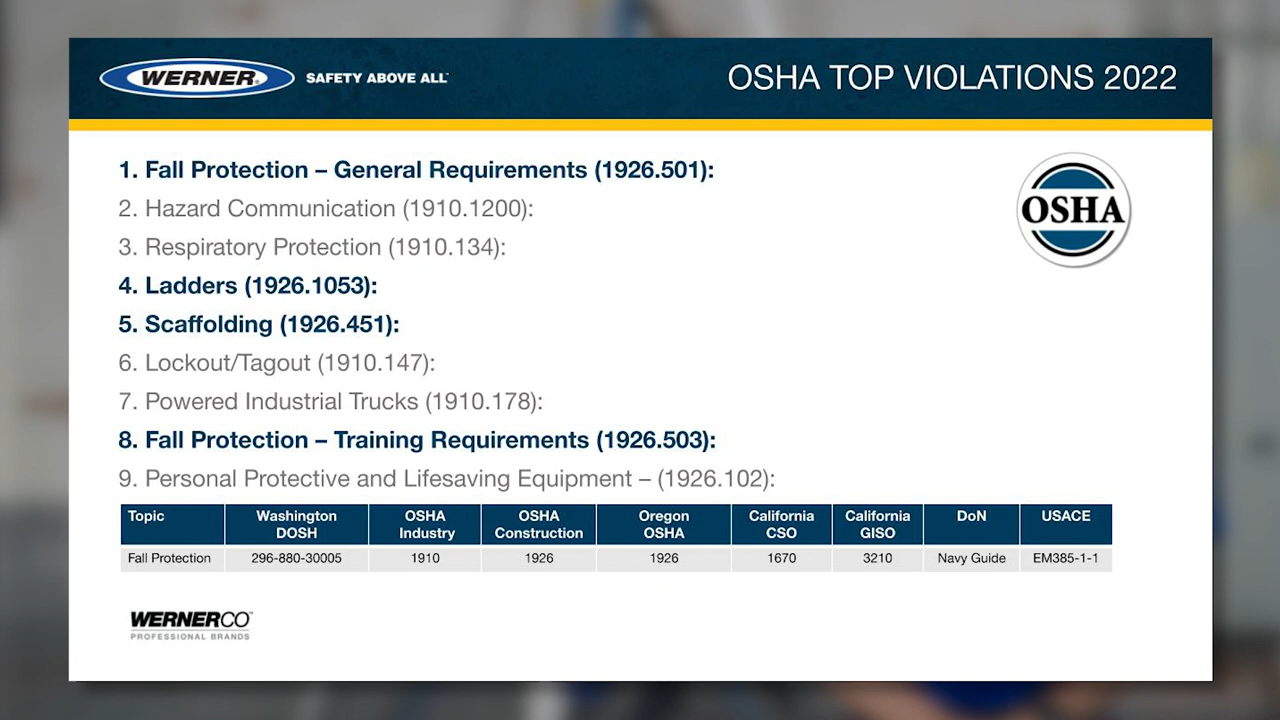 WERNER
SAFETY ABOVE ALL
OSHA TOP VIOLATIONS 2022
1. Fall Protection – General Requirements (1926.501):
2. Hazard Communication (1910.1200):
3. Respiratory Protection (1910.134):
4. Ladders (1926.1053):
5. Scaffolding (1926.451):
6. Lockout/Tagout (1910.147):
7. Powered Industrial Trucks (1910.178):
8. Fall Protection – Training Requirements (1926.503):
9. Personal Protective and Lifesaving Equipment – (1926.102):
OSHA
Topic Washington DOSH OSHA Industry OSHA Construction Oregon OSHA California CSO California GISO DoN USACE
Fall Protection 296-880-30005 1910 1926 1926 1670 3210 Navy Guide EM385-1-1
WERNERCO™
PROFESSIONAL BRANDS